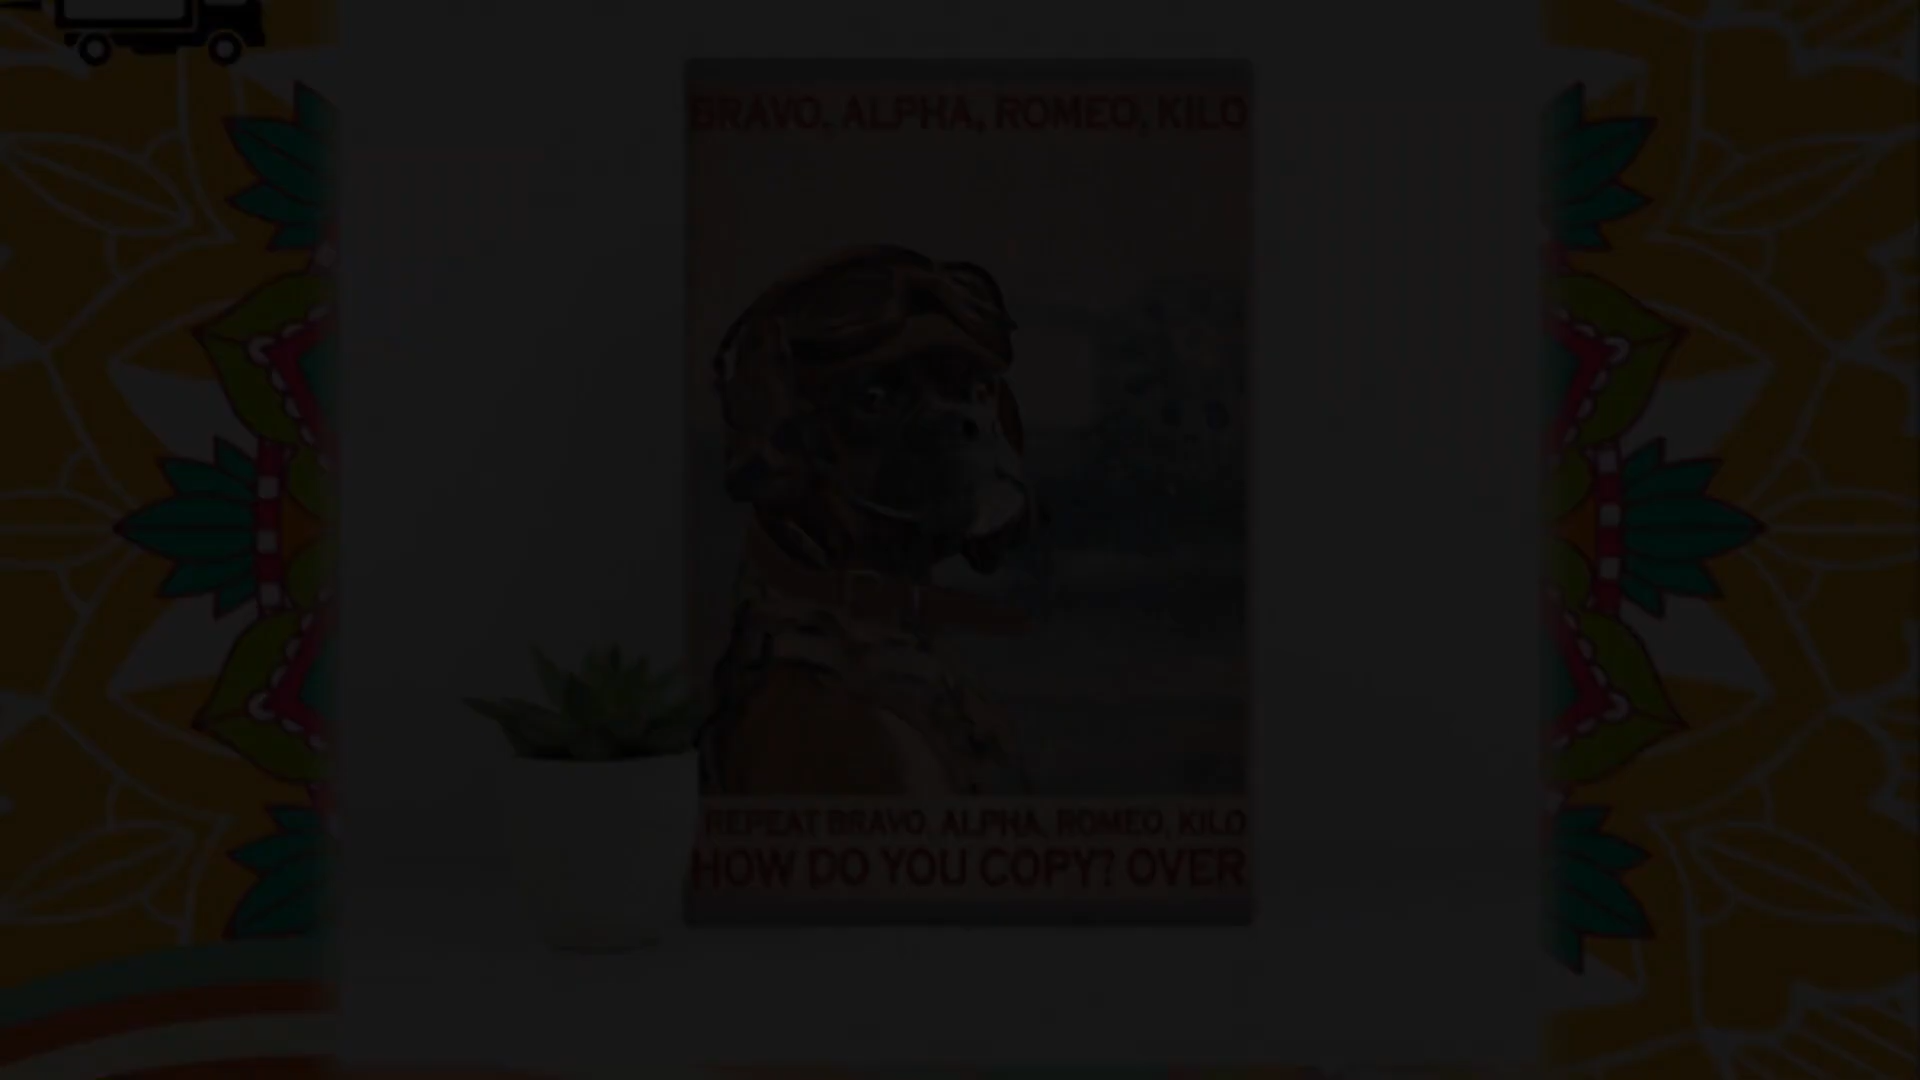 BRAVO, ALPHA, ROMEO, KILO
REPEAT BRAVO, ALPHA, ROMEO, KILO
HOW DO YOU COPY? OVER